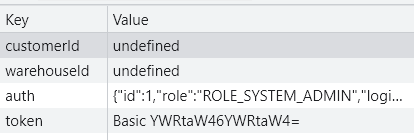 Key Value
customerId undefined
warehouseId undefined
auth {"id":1,"role":"ROLE_SYSTEM_ADMIN","logi...
token Basic YWRtaW46YWRtaW4=